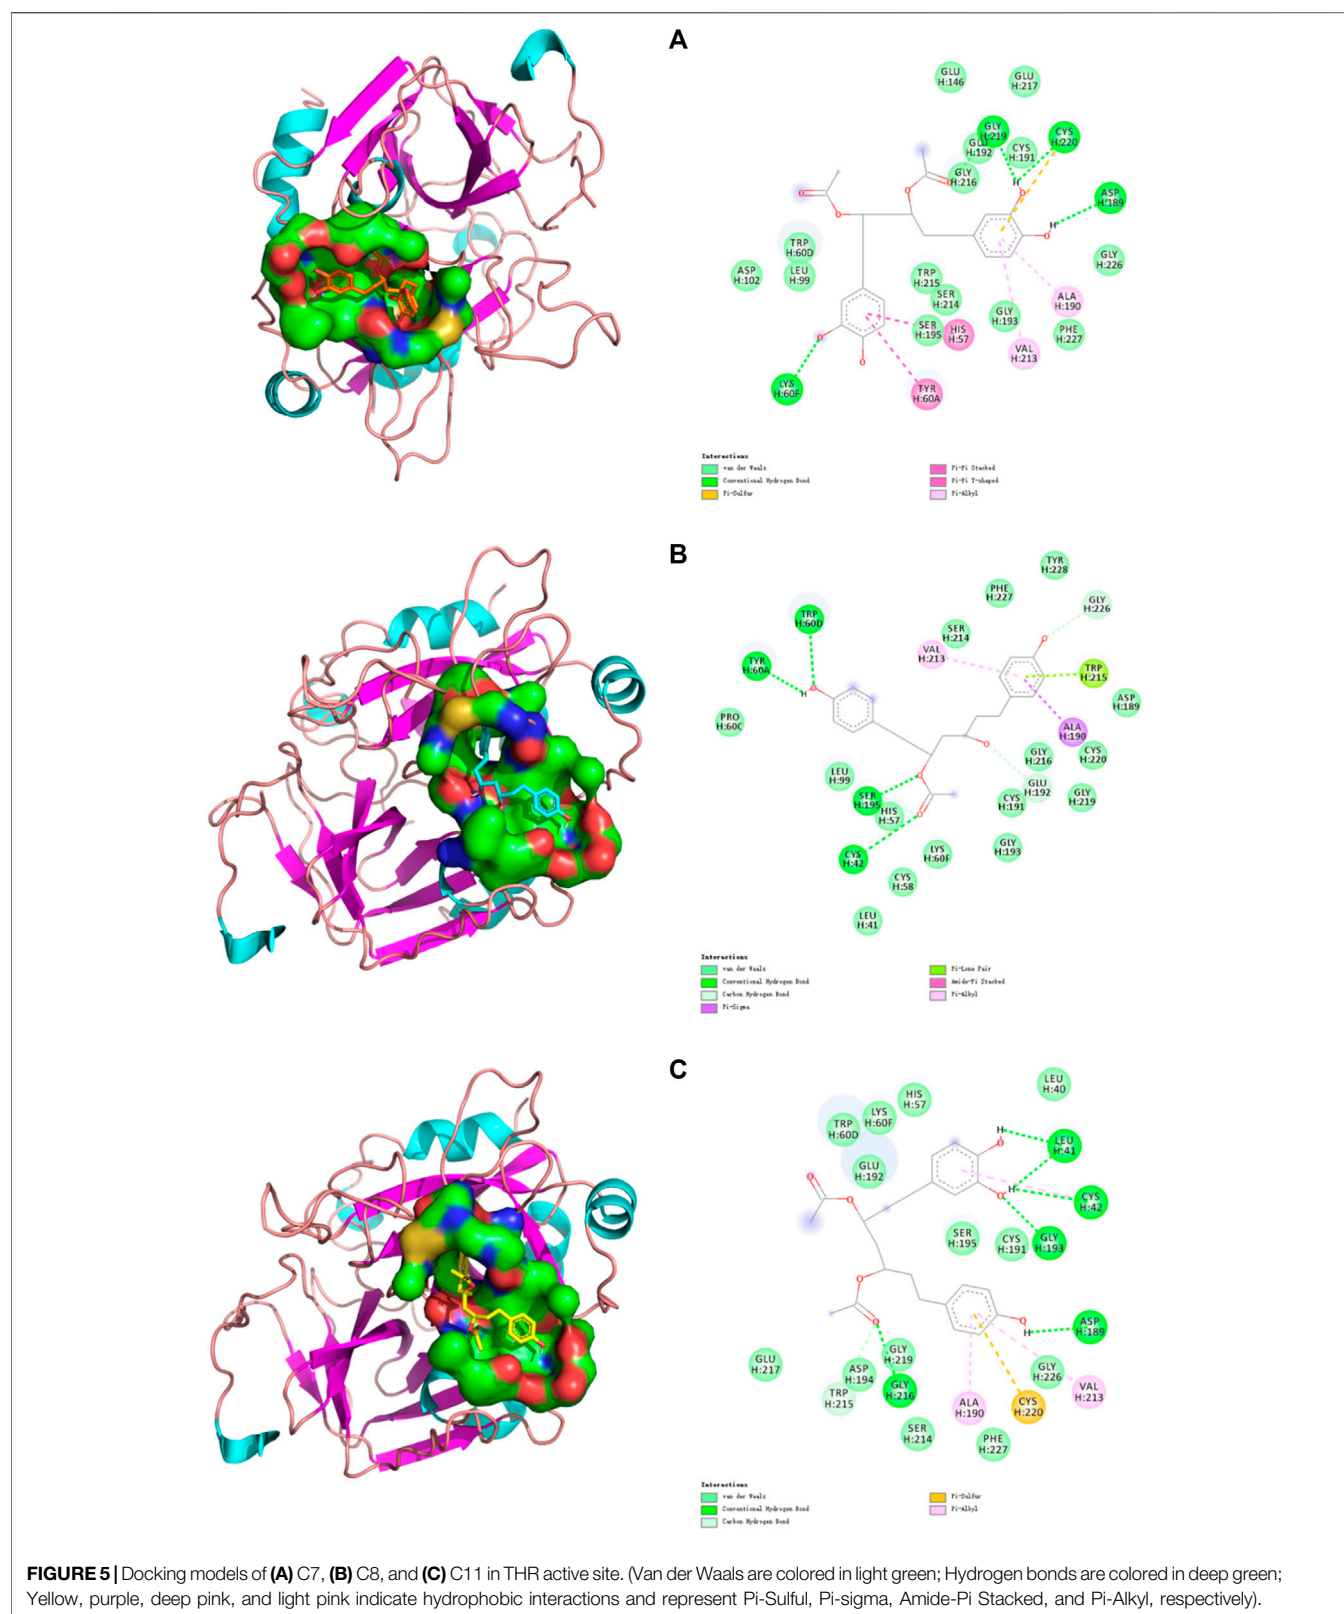 A
GLU
H:146
GLU
H:217
GLY
H:219
CYS
H:220
GLU
H:192
CYS
H:191
GLY
H:216
ASP
H:189
H
O
H
O
O
O
O
O
TRP
H:60D
GLY
H:226
ASP
H:102
LEU
H:99
TRP
H:215
SER
H:214
ALA
H:190
GLY
H:193
SER
H:195
HIS
H:57
PHE
H:227
VAL
H:213
O
O
LYS
H:60F
TYR
H:60A
Interactions
van der Waals
Conventional Hydrogen Bond
Pi-Sulfur
Pi-Pi Stacked
Pi-Pi T-shaped
Pi-Alkyl
B
TYR
H:228
PHE
H:227
GLY
H:226
TRP
H:60D
SER
H:214
O
VAL
H:213
TYR
H:60A
TRP
H:215
H
O
ASP
H:189
PRO
H:60C
ALA
H:190
O
GLY
H:216
CYS
H:220
LEU
H:99
O
GLU
H:192
SER
H:195
CYS
H:191
GLY
H:219
HIS
H:57
O
GLY
H:193
CYS
H:42
LYS
H:60F
CYS
H:58
LEU
H:41
Interactions
van der Waals
Conventional Hydrogen Bond
Carbon Hydrogen Bond
Pi-Sigma
Pi-Lone Pair
Amide-Pi Stacked
Pi-Alkyl
C
LEU
H:40
HIS
H:57
LYS
H:60F
TRP
H:60D
H
O
LEU
H:41
GLU
H:192
O
O
O
H
CYS
H:42
SER
H:195
CYS
H:191
GLY
H:193
O
O
O
H
ASP
H:189
GLU
H:217
GLY
H:219
ASP
H:194
GLY
H:226
TRP
H:215
GLY
H:216
VAL
H:213
ALA
H:190
CYS
H:220
SER
H:214
PHE
H:227
Interactions
van der Waals
Conventional Hydrogen Bond
Carbon Hydrogen Bond
Pi-Sulfur
Pi-Alkyl
FIGURE 5 | Docking models of (A) C7, (B) C8, and (C) C11 in THR active site. (Van der Waals are colored in light green; Hydrogen bonds are colored in deep green;
Yellow, purple, deep pink, and light pink indicate hydrophobic interactions and represent Pi-Sulful, Pi-sigma, Amide-Pi Stacked, and Pi-Alkyl, respectively).